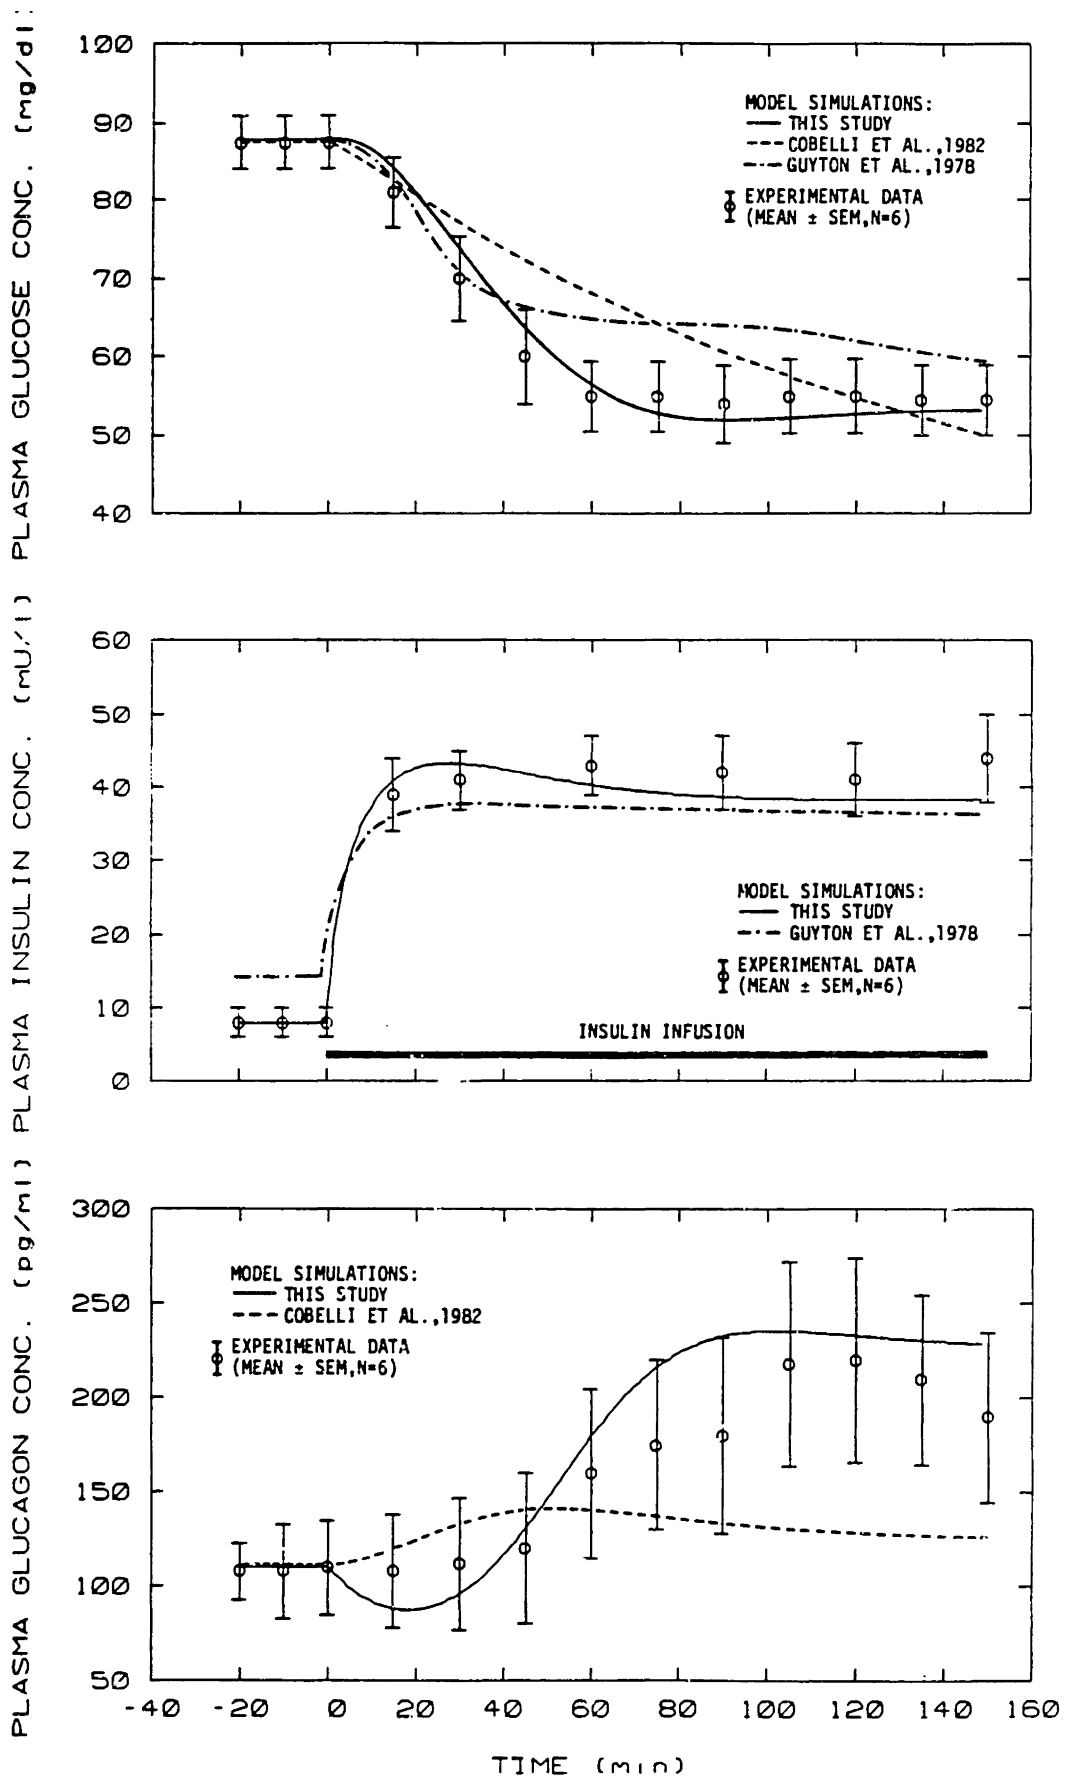 PLASMA GLUCOSE CONC. (mg/dl)
100
90
80
70
60
50
40
MODEL SIMULATIONS:
THIS STUDY
COBELLI ET AL.,1982
GUYTON ET AL.,1978
EXPERIMENTAL DATA
(MEAN ± SEM,N=6)
PLASMA INSULIN CONC. (mU/l)
60
50
40
30
20
10
0
MODEL SIMULATIONS:
THIS STUDY
GUYTON ET AL.,1978
EXPERIMENTAL DATA
(MEAN ± SEM,N=6)
INSULIN INFUSION
PLASMA GLUCAGON CONC. (pg/ml)
300
250
200
150
100
50
MODEL SIMULATIONS:
THIS STUDY
COBELLI ET AL.,1982
EXPERIMENTAL DATA
(MEAN ± SEM,N=6)
-40 -20 0 20 40 60 80 100 120 140 160
TIME (min)